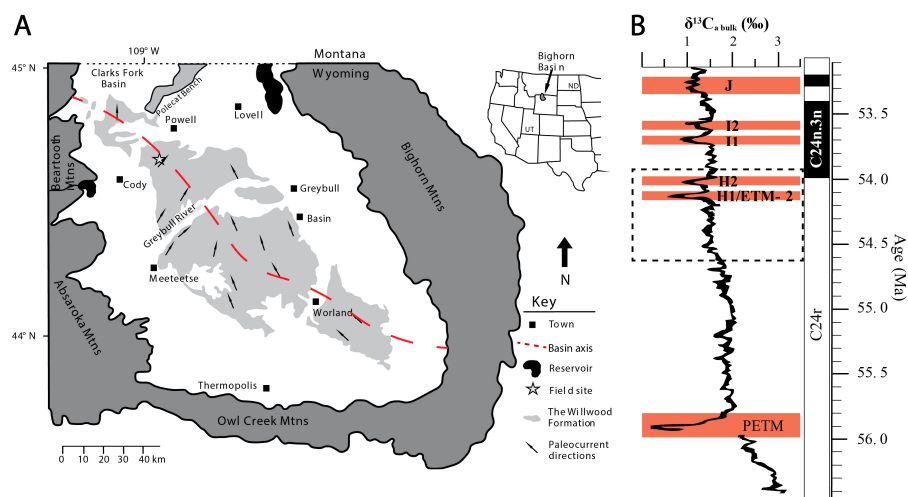 A
109° W
Montana
Wyoming
45° N
Clarks Fork
Basin
Polecat Bench
Powell
Lovell
Bighorn
Basin
ND
UT
Beartooth
Mtns
Cody
Greybull
Basin
Greybull River
Bighorn Mtns
Meeteetse
N
Absaroka Mtns
Worland
44° N
Thermopolis
Owl Creek Mtns
0 10 20 30 40 km
Key
Town
Basin axis
Reservoir
Field site
The Willwood
Formation
Paleocurrent
directions
B
δ¹³C a bulk (‰)
1 2 3
J
I2
I1
H2
H1/ETM- 2
PETM
C24n.3n
C24r
53.5
54.0
54.5
55.0
55.5
56.0
Age (Ma)